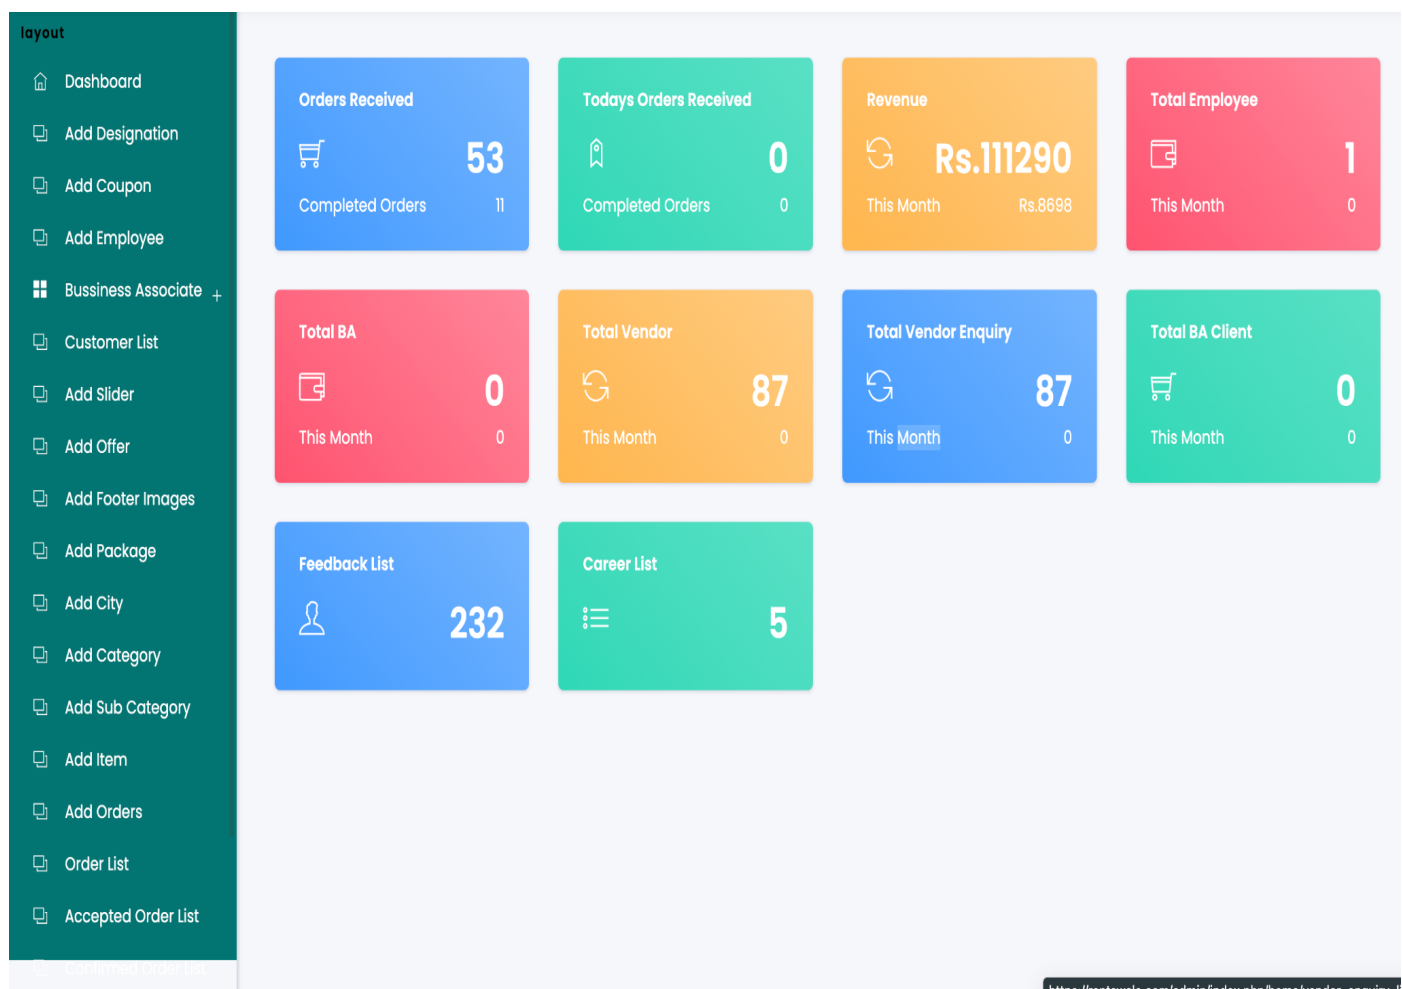 layout
Dashboard
Add Designation
Add Coupon
Add Employee
Bussiness Associate +
Customer List
Add Slider
Add Offer
Add Footer Images
Add Package
Add City
Add Category
Add Sub Category
Add Item
Add Orders
Order List
Accepted Order List
Confirmed Order List
Orders Received
53
Completed Orders 11
Todays Orders Received
0
Completed Orders 0
Revenue
Rs.111290
This Month Rs.8698
Total Employee
1
This Month 0
Total BA
0
This Month 0
Total Vendor
87
This Month 0
Total Vendor Enquiry
87
This Month 0
Total BA Client
0
This Month 0
Feedback List
232
Career List
5